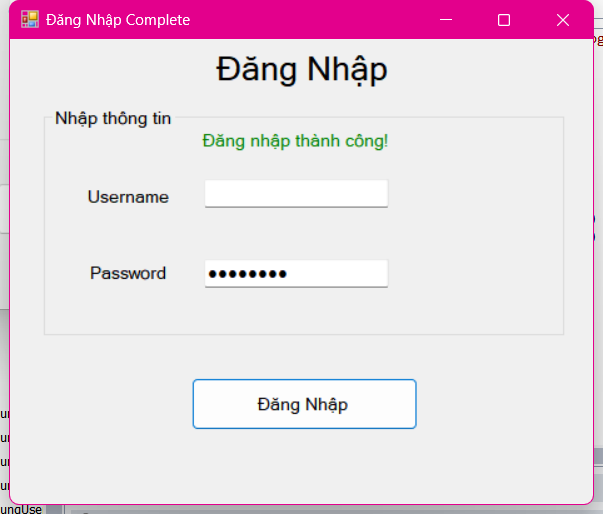 Đăng Nhập Complete
Đăng Nhập
Nhập thông tin
Đăng nhập thành công!
Username
Password
Đăng Nhập
ungUse